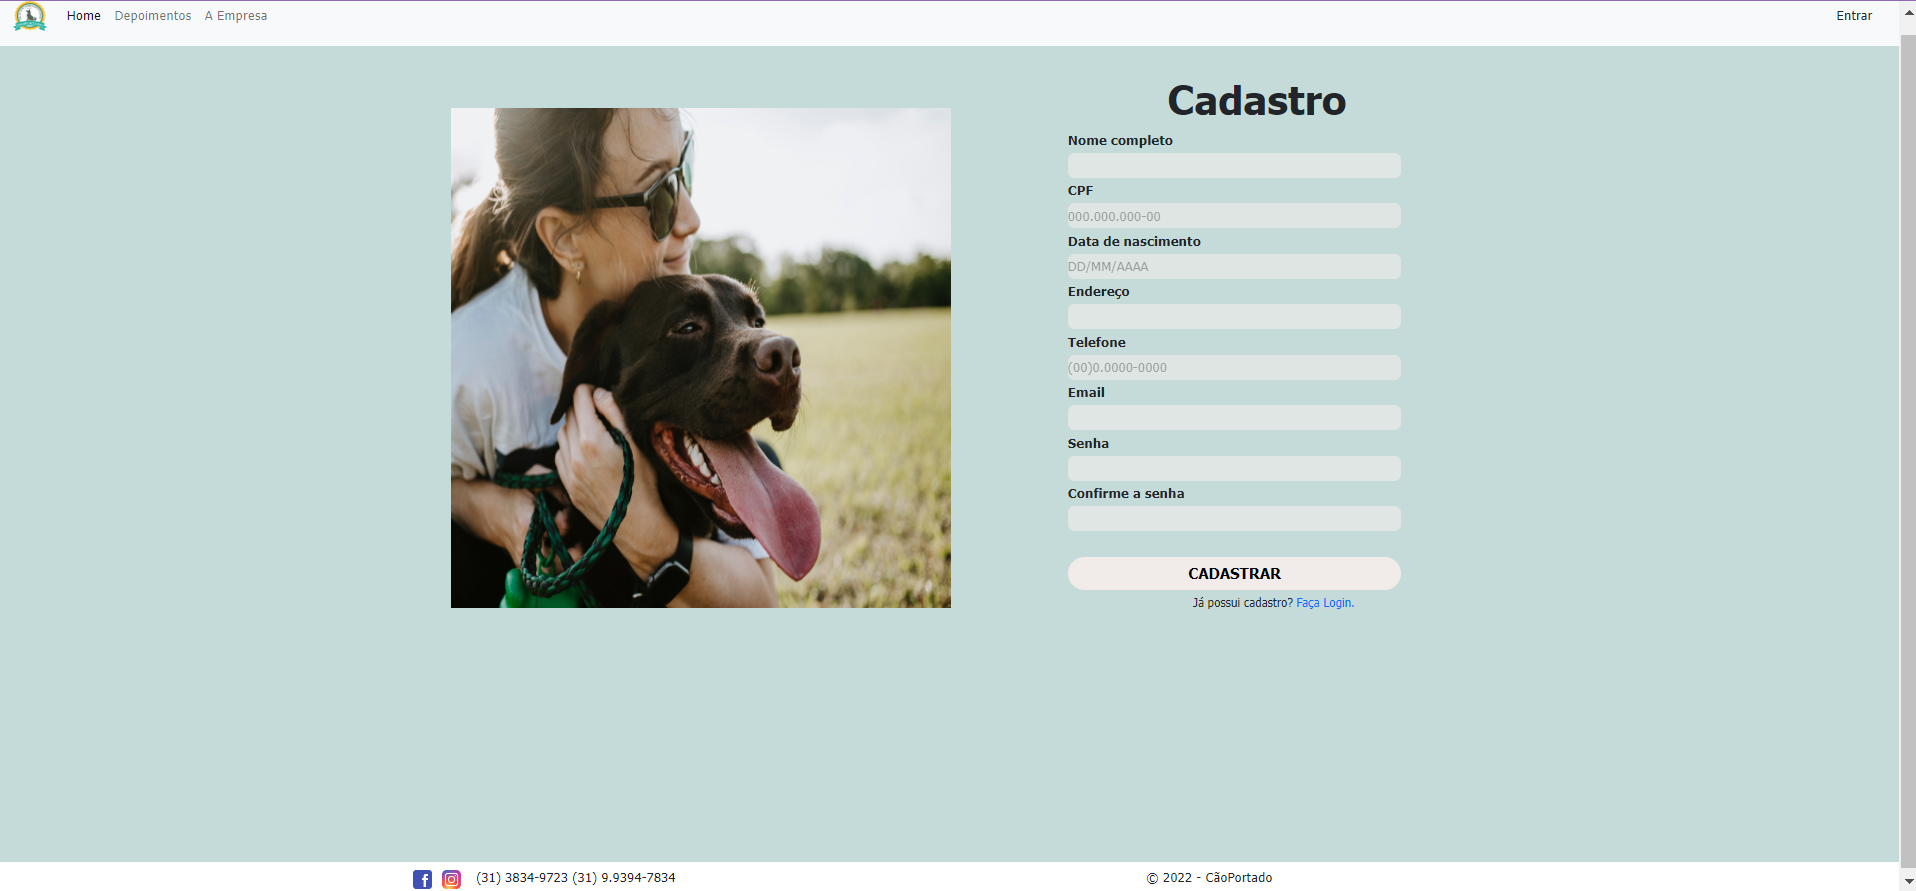 Home Depoimentos A Empresa Entrar
Cadastro
Nome completo
CPF
000.000.000-00
Data de nascimento
DD/MM/AAAA
Endereço
Telefone
(00)0.0000-0000
Email
Senha
Confirme a senha
CADASTRAR
Já possui cadastro? Faça Login.
(31) 3834-9723 (31) 9.9394-7834 © 2022 - CãoPortado